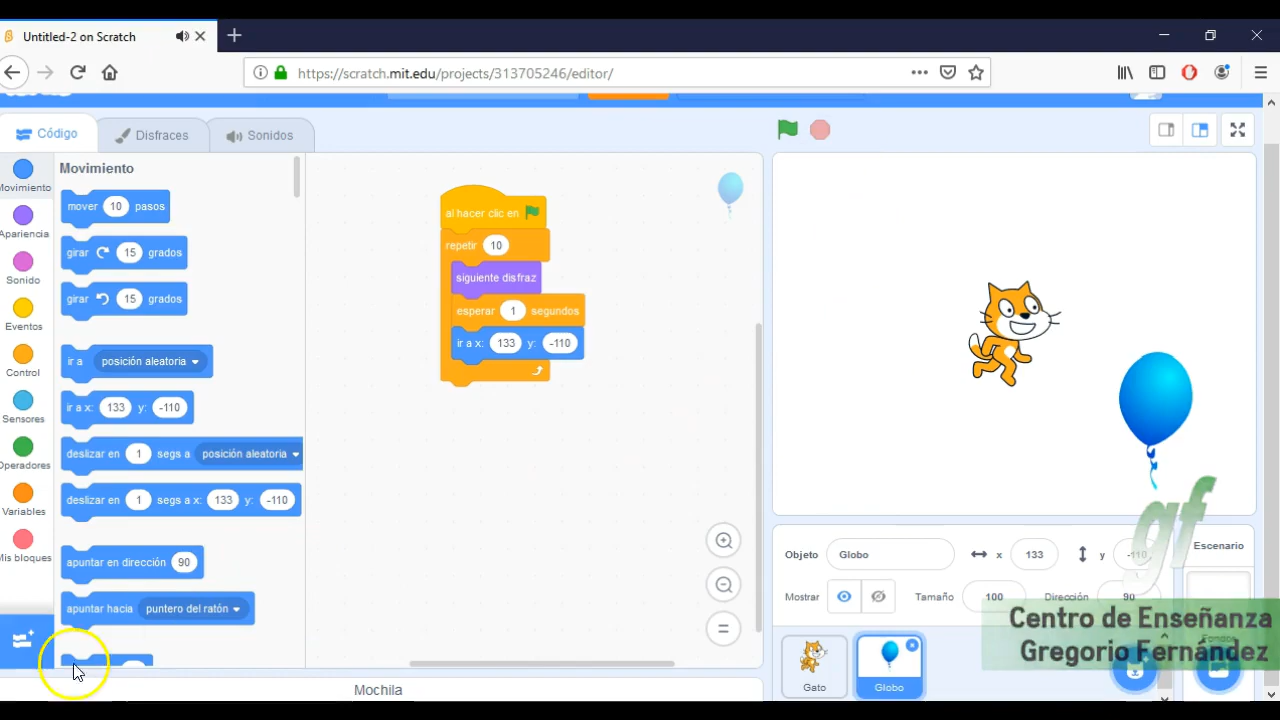 Untitled-2 on Scratch
https://scratch.mit.edu/projects/313705246/editor/
Código
Disfraces
Sonidos
Movimiento
Apariencia
Sonido
Eventos
Control
Sensores
Operadores
Variables
Mis bloques
Movimiento
mover 10 pasos
girar 15 grados
girar 15 grados
ir a posición aleatoria
ir a x: 133 y: -110
deslizar en 1 segs a posición aleatoria
deslizar en 1 segs a x: 133 y: -110
apuntar en dirección 90
apuntar hacia puntero del ratón
al hacer clic en
repetir 10
siguiente disfraz
esperar 1 segundos
ir a x: 133 y: -110
Mochila
Objeto Globo x 133 y -110
Mostrar Tamaño 100 Dirección 90
Escenario
Fondos
Gato
Globo
gf
Centro de Enseñanza
Gregorio Fernández